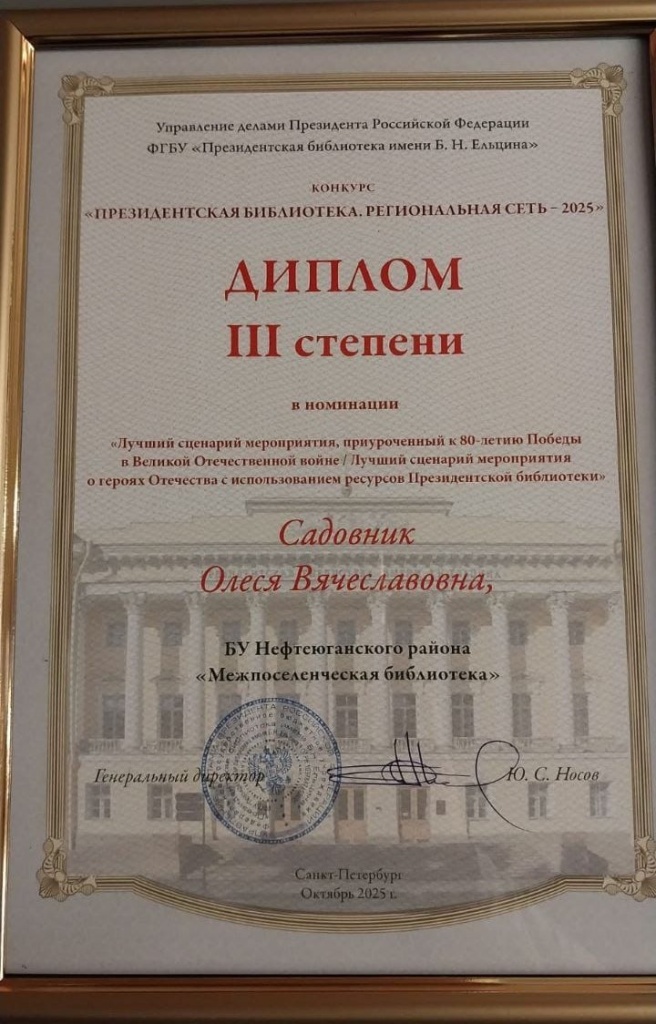 Управление делами Президента Российской Федерации
ФГБУ «Президентская библиотека имени Б. Н. Ельцина»
КОНКУРС
«ПРЕЗИДЕНТСКАЯ БИБЛИОТЕКА. РЕГИОНАЛЬНАЯ СЕТЬ – 2025»
ДИПЛОМ
III степени
в номинации
«Лучший сценарий мероприятия, приуроченный к 80-летию Победы
в Великой Отечественной войне / Лучший сценарий мероприятия
о героях Отечества с использованием ресурсов Президентской библиотеки»
Садовник
Олеся Вячеславовна,
БУ Нефтеюганского района
«Межпоселенческая библиотека»
Генеральный директор
Ю. С. Носов
Санкт-Петербург
Октябрь 2025 г.